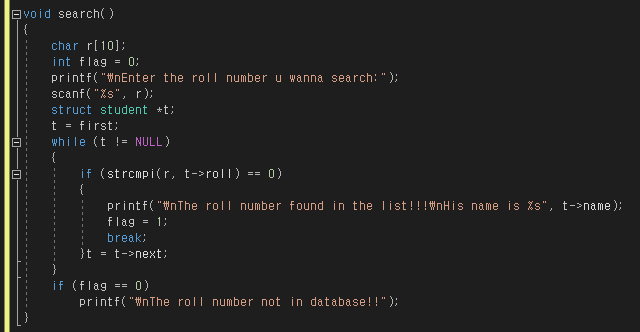 void search()
{
char r[10];
int flag = 0;
printf("₩nEnter the roll number u wanna search:");
scanf("%s", r);
struct student *t;
t = first;
while (t != NULL)
{
if (strcmpi(r, t->roll) == 0)
{
printf("₩nThe roll number found in the list!!!₩nHis name is %s", t->name);
flag = 1;
break;
}t = t->next;
}
if (flag == 0)
printf("₩nThe roll number not in database!!");
}